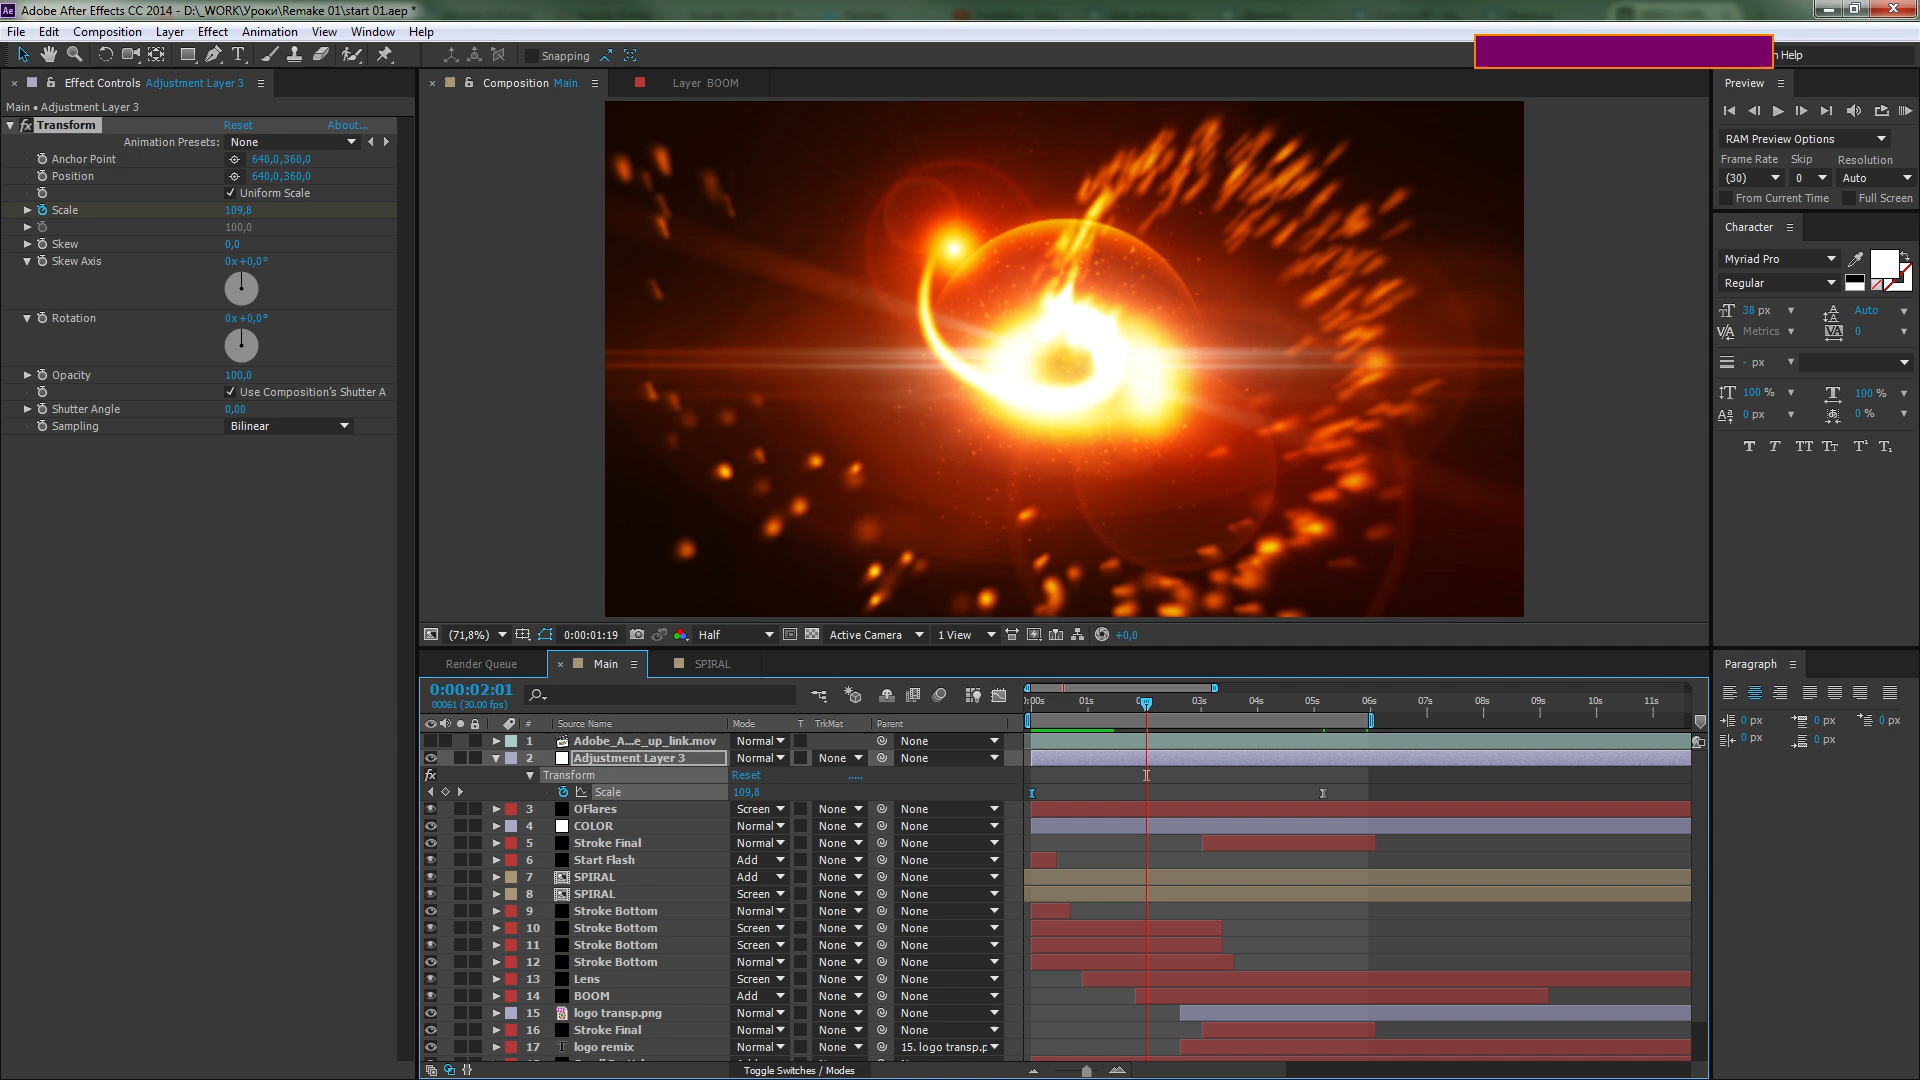 Adobe After Effects CC 2014 - D:\_WORK\Уроки\Remake 01\start 01.aep *
File Edit Composition Layer Effect Animation View Window Help
Snapping
Help
Effect Controls Adjustment Layer 3
Main • Adjustment Layer 3
fx Transform Reset About...
Animation Presets: None
Anchor Point 640,0,360,0
Position 640,0,360,0
Uniform Scale
Scale 109,8
100,0
Skew 0,0
Skew Axis 0x+0,0°
Rotation 0x+0,0°
Opacity 100,0
Use Composition's Shutter A
Shutter Angle 0,00
Sampling Bilinear
Composition Main
Layer BOOM
(71,8%) 0:00:01:19 Half Active Camera 1 View +0,0
Preview
RAM Preview Options
Frame Rate Skip Resolution
(30) 0 Auto
From Current Time Full Screen
Character
Myriad Pro
Regular
38 px Auto
Metrics 0
- px
100 % 100 %
0 px 0 %
T T TT Tt T¹ T₁
Paragraph
0 px 0 px 0 px
0 px 0 px
Render Queue Main SPIRAL
0:00:02:01
00061 (30.00 fps)
# Source Name Mode T TrkMat Parent
:00s 01s 03s 04s 05s 06s 07s 08s 09s 10s 11s
1 Adobe_A...e_up_link.mov Normal None
2 Adjustment Layer 3 Normal None None
fx Transform Reset .....
Scale 109,8
3 OFlares Screen None None
4 COLOR Normal None None
5 Stroke Final Normal None None
6 Start Flash Add None None
7 SPIRAL Add None None
8 SPIRAL Screen None None
9 Stroke Bottom Normal None None
10 Stroke Bottom Screen None None
11 Stroke Bottom Screen None None
12 Stroke Bottom Normal None None
13 Lens Screen None None
14 BOOM Add None None
15 logo transp.png Normal None None
16 Stroke Final Normal None None
17 logo remix Normal None 15. logo transp.p
Toggle Switches / Modes